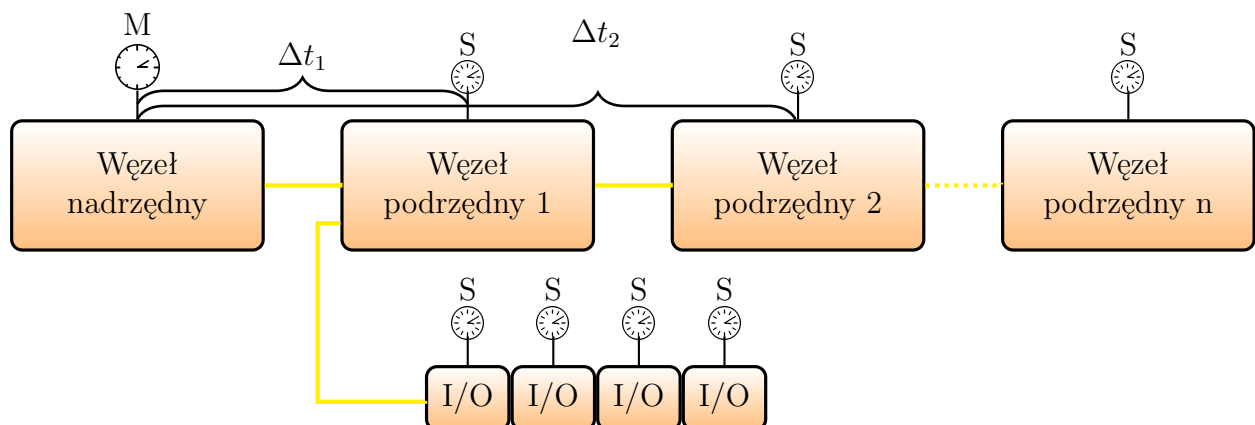 M
Δt₁
S
Δt₂
S
S
Węzeł
nadrzędny
Węzeł
podrzędny 1
Węzeł
podrzędny 2
Węzeł
podrzędny n
S
S
S
S
I/O
I/O
I/O
I/O